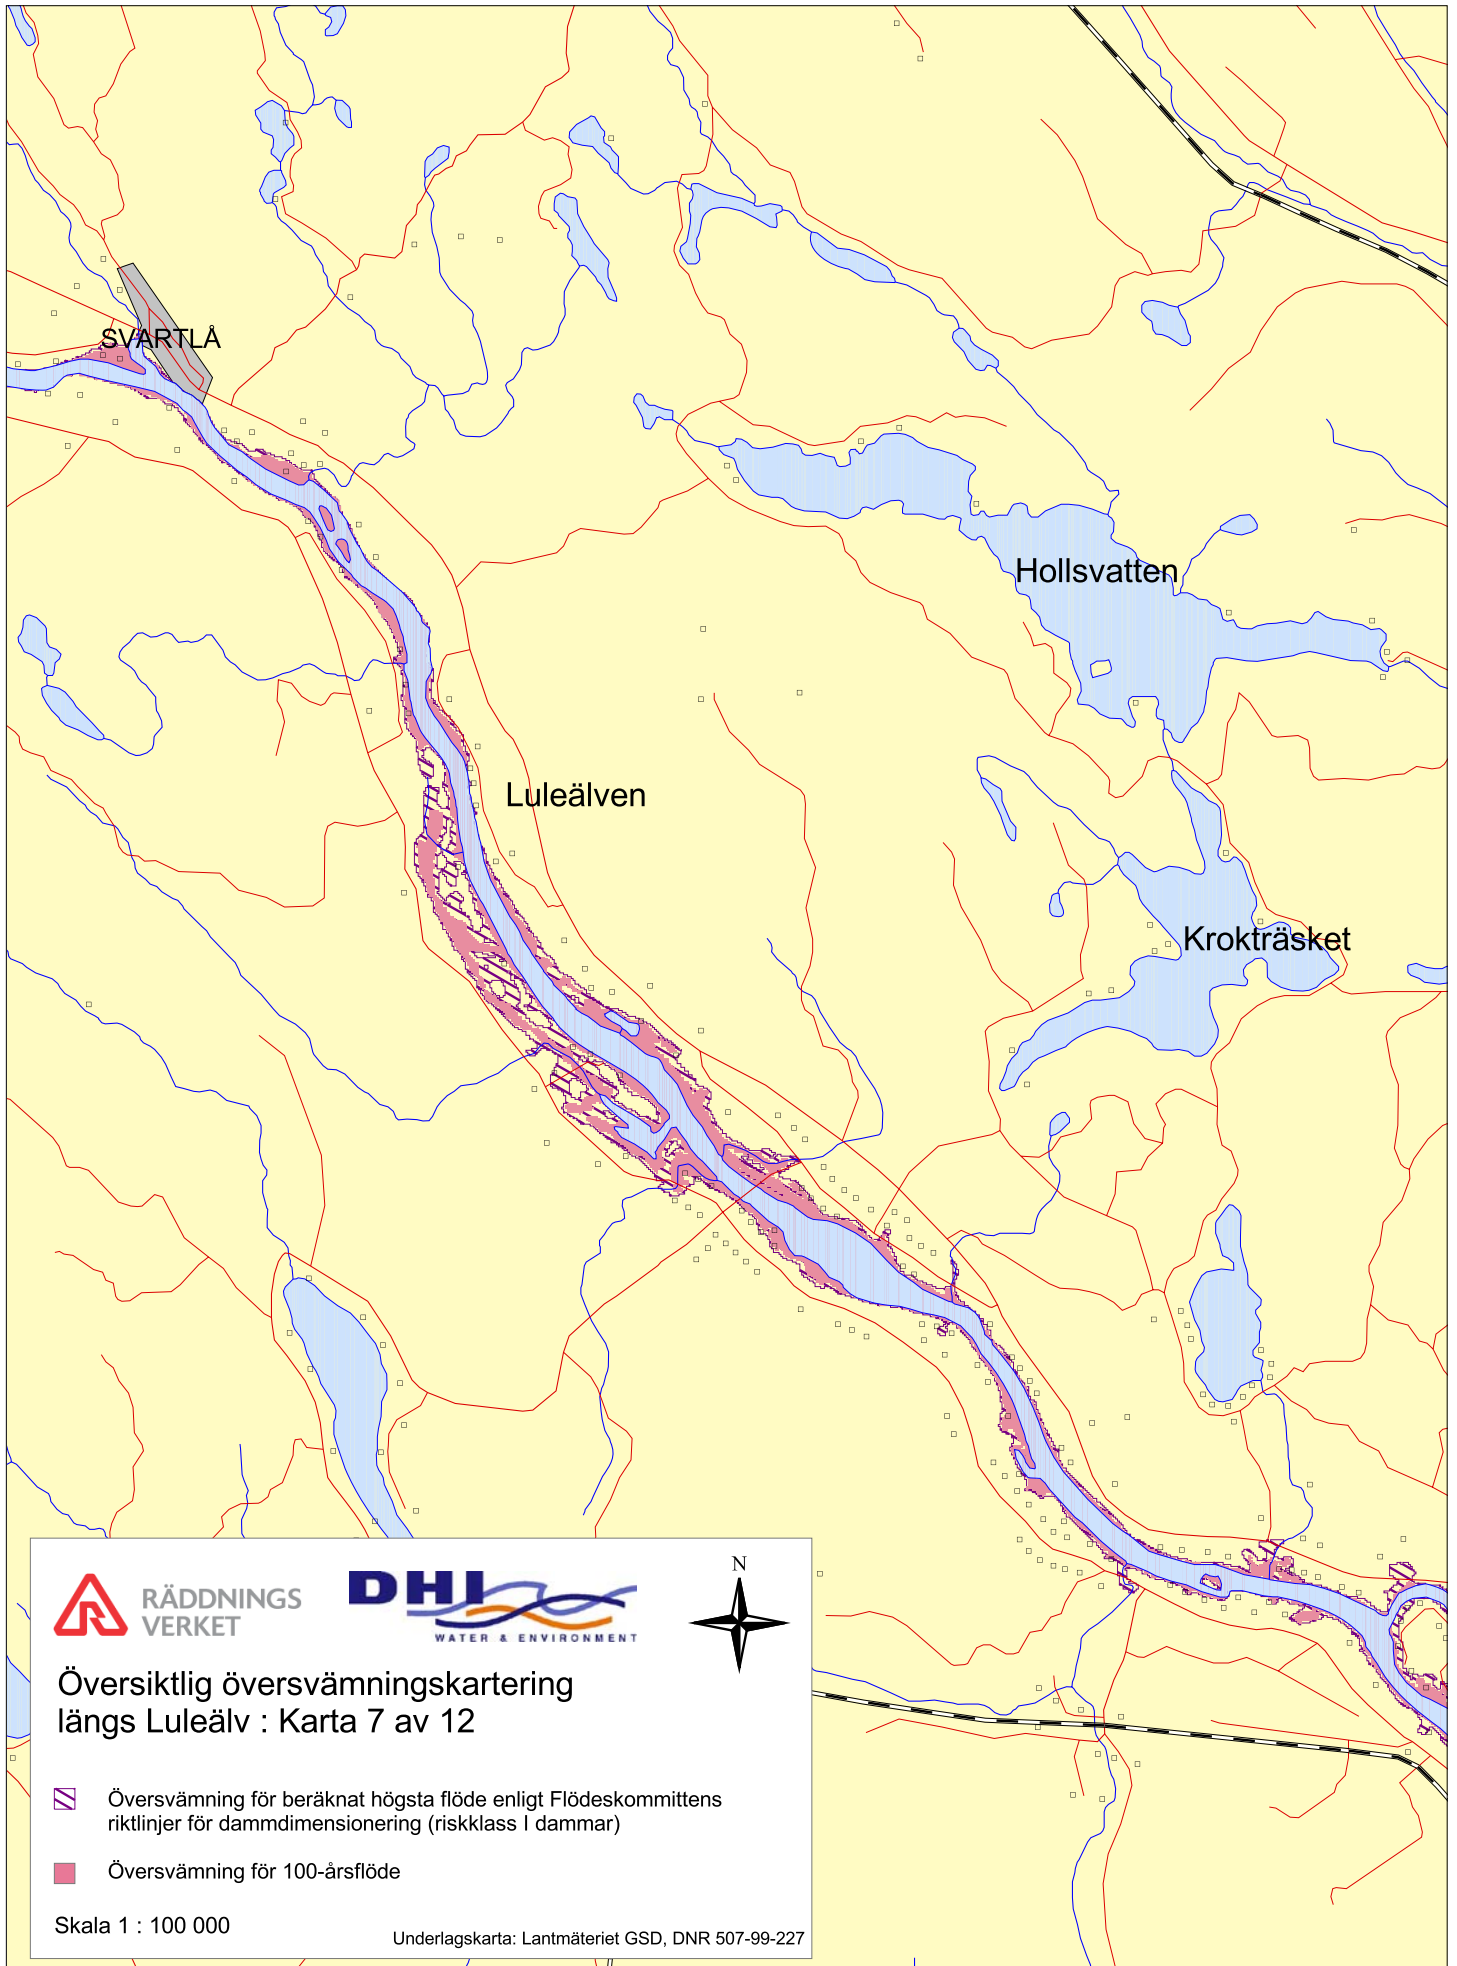 SVARTLÅ
Hollsvatten
Luleälven
Krokträsket
RÄDDNINGS
VERKET
DHI
WATER & ENVIRONMENT
N
Översiktlig översvämningskartering
längs Luleälv : Karta 7 av 12
Översvämning för beräknat högsta flöde enligt Flödeskommittens
riktlinjer för dammdimensionering (riskklass I dammar)
Översvämning för 100-årsflöde
Skala 1 : 100 000
Underlagskarta: Lantmäteriet GSD, DNR 507-99-227